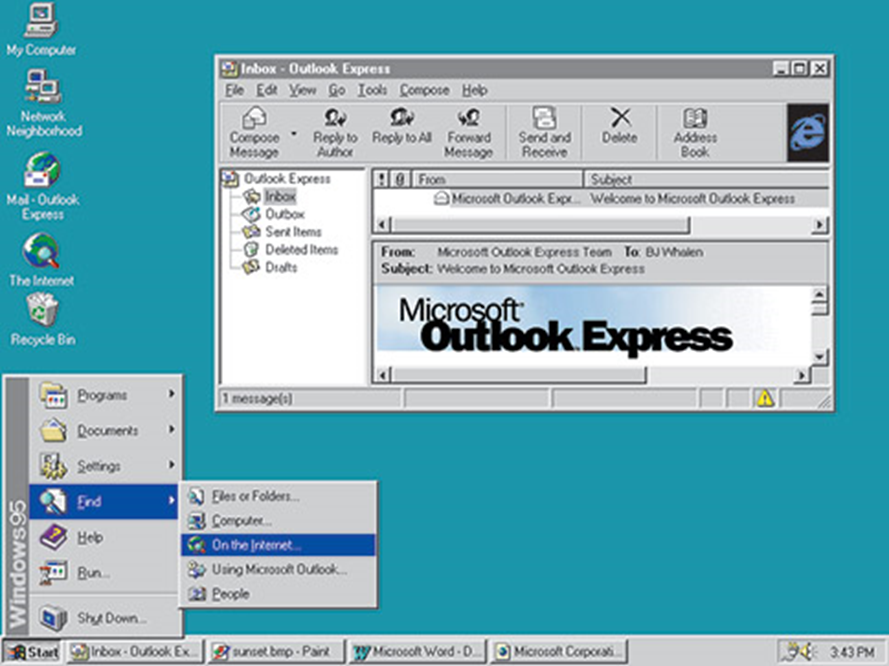 My Computer
Network
Neighborhood
Mail - Outlook
Express
The Internet
Recycle Bin
Inbox - Outlook Express
File Edit View Go Tools Compose Help
Compose
Message
Reply to
Author
Reply to All
Forward
Message
Send and
Receive
Delete
Address
Book
Outlook Express
Inbox
Outbox
Sent Items
Deleted Items
Drafts
! From Subject
Microsoft Outlook Expr... Welcome to Microsoft Outlook Express
From: Microsoft Outlook Express Team To: BJ Whalen
Subject: Welcome to Microsoft Outlook Express
Microsoft®
Outlook Express
1 message(s)
Windows95
Programs
Documents
Settings
Find
Help
Run...
Shut Down...
Files or Folders...
Computer...
On the Internet...
Using Microsoft Outlook...
People
Start
Inbox - Outlook Ex...
sunset.bmp - Paint
Microsoft Word - D...
Microsoft Corporati...
3:43 PM